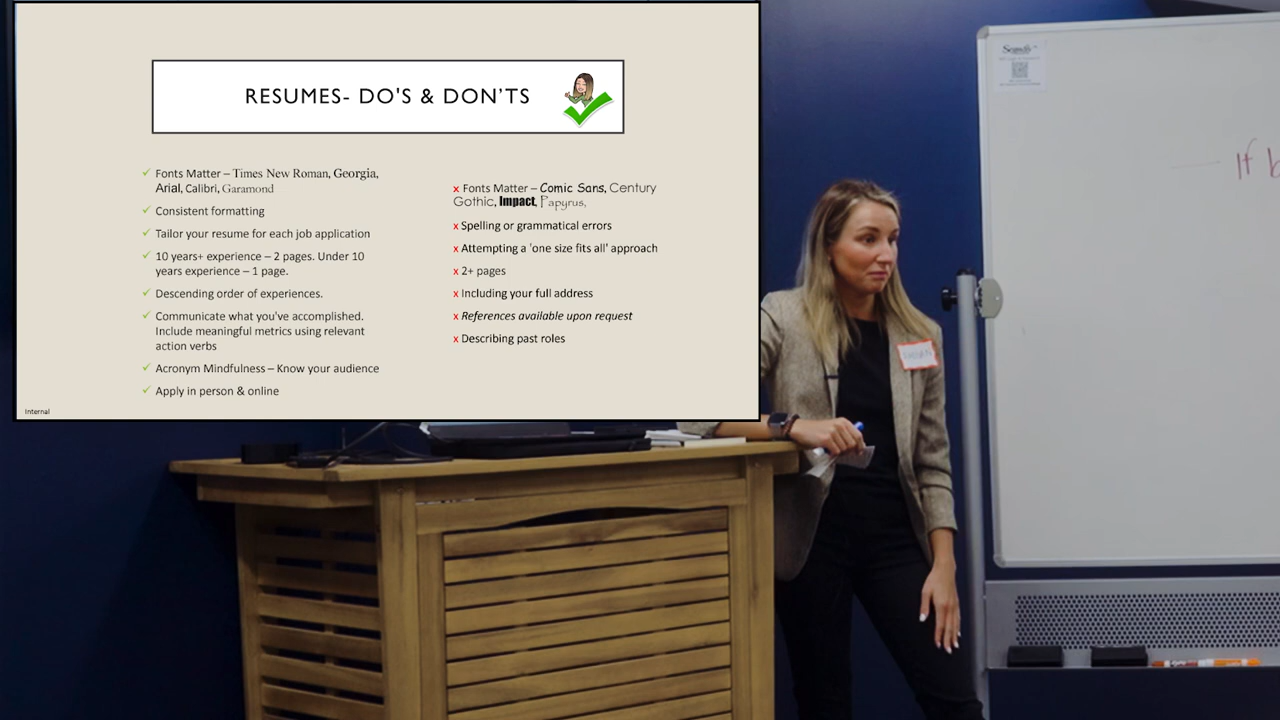 RESUMES- DO'S & DON'TS
✓ Fonts Matter – Times New Roman, Georgia,
Arial, Calibri, Garamond
✓ Consistent formatting
✓ Tailor your resume for each job application
✓ 10 years+ experience – 2 pages. Under 10
years experience – 1 page.
✓ Descending order of experiences.
✓ Communicate what you've accomplished.
Include meaningful metrics using relevant
action verbs
✓ Acronym Mindfulness – Know your audience
✓ Apply in person & online
x Fonts Matter – Comic Sans, Century
Gothic, Impact, Papyrus,
x Spelling or grammatical errors
x Attempting a 'one size fits all' approach
x 2+ pages
x Including your full address
x References available upon request
x Describing past roles
Internal
If